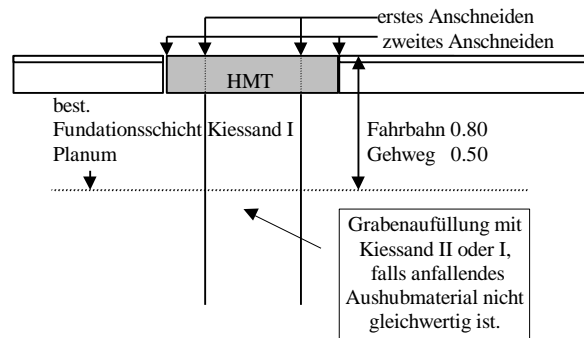 erstes Anschneiden
zweites Anschneiden
HMT
best.
Fundationsschicht Kiessand I
Planum
Fahrbahn 0.80
Gehweg 0.50
Grabenaufüllung mit
Kiessand II oder I,
falls anfallendes
Aushubmaterial nicht
gleichwertig ist.